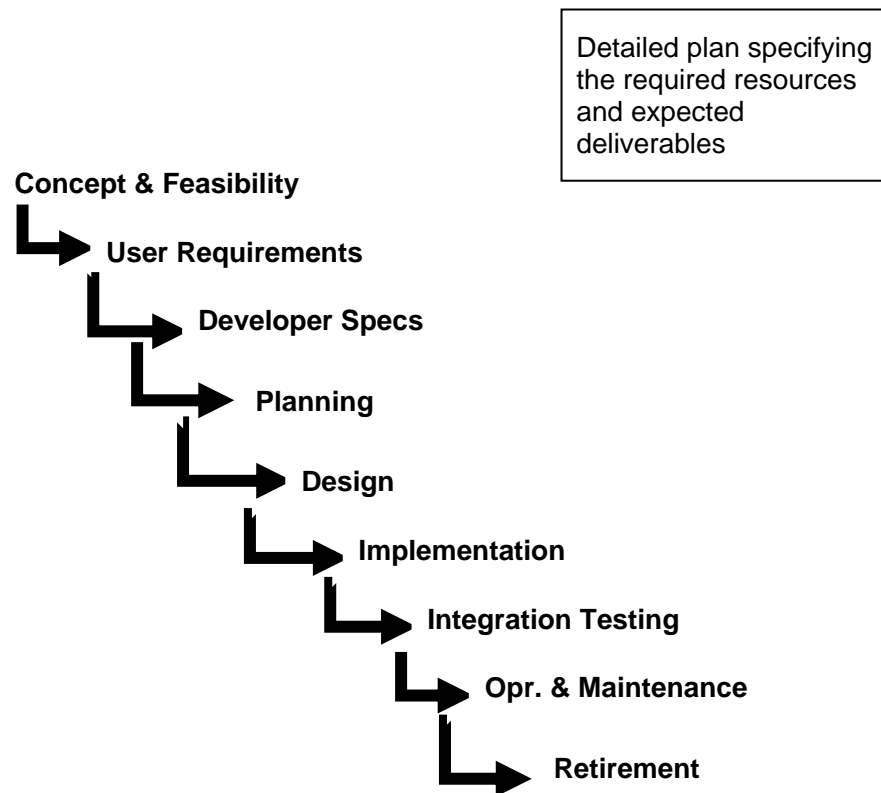 Detailed plan specifying
the required resources
and expected
deliverables
Concept & Feasibility
User Requirements
Developer Specs
Planning
Design
Implementation
Integration Testing
Opr. & Maintenance
Retirement